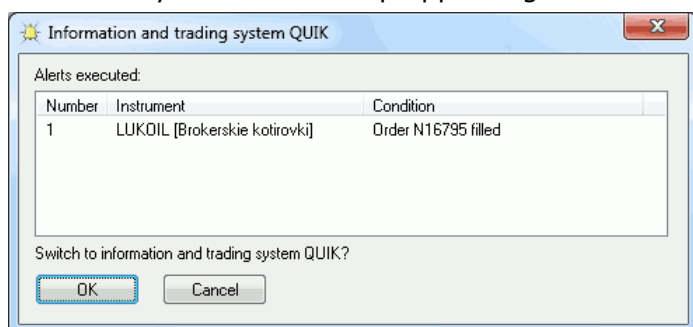 Information and trading system QUIK
Alerts executed:
Number Instrument Condition
1 LUKOIL [Brokerskie kotirovki] Order N16795 filled
Switch to information and trading system QUIK?
OK Cancel